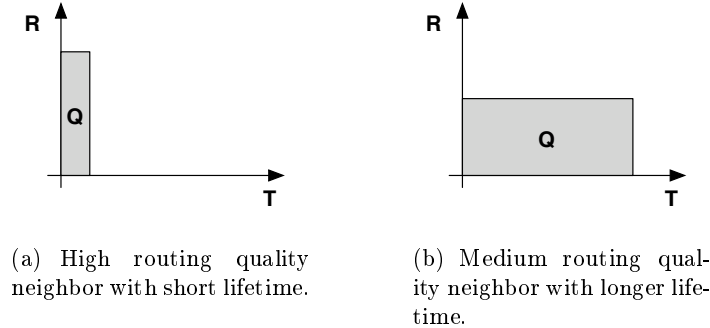 R
Q
T
(a) High routing quality
neighbor with short lifetime.
R
Q
T
(b) Medium routing qual-
ity neighbor with longer life-
time.